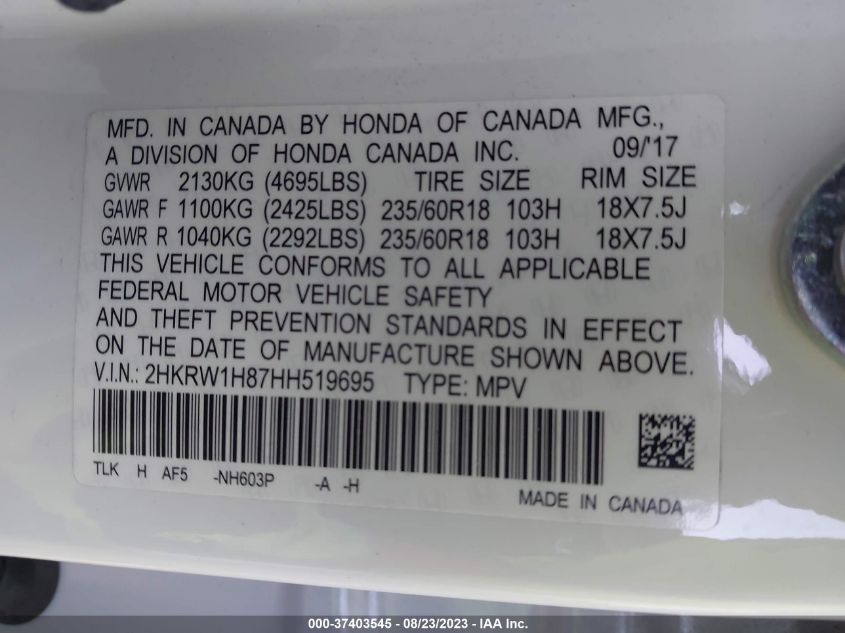 MFD. IN CANADA BY HONDA OF CANADA MFG.,
A DIVISION OF HONDA CANADA INC. 09/'17
GVWR 2130KG (4695LBS) TIRE SIZE RIM SIZE
GAWR F 1100KG (2425LBS) 235/60R18 103H 18X7.5J
GAWR R 1040KG (2292LBS) 235/60R18 103H 18X7.5J
THIS VEHICLE CONFORMS TO ALL APPLICABLE
FEDERAL MOTOR VEHICLE SAFETY
AND THEFT PREVENTION STANDARDS IN EFFECT
ON THE DATE OF MANUFACTURE SHOWN ABOVE.
V.I.N.: 2HKRW1H87HH519695 TYPE: MPV
TLK H AF5 -NH603P -A -H
MADE IN CANADA
000-37403545 - 08/23/2023 - IAA Inc.